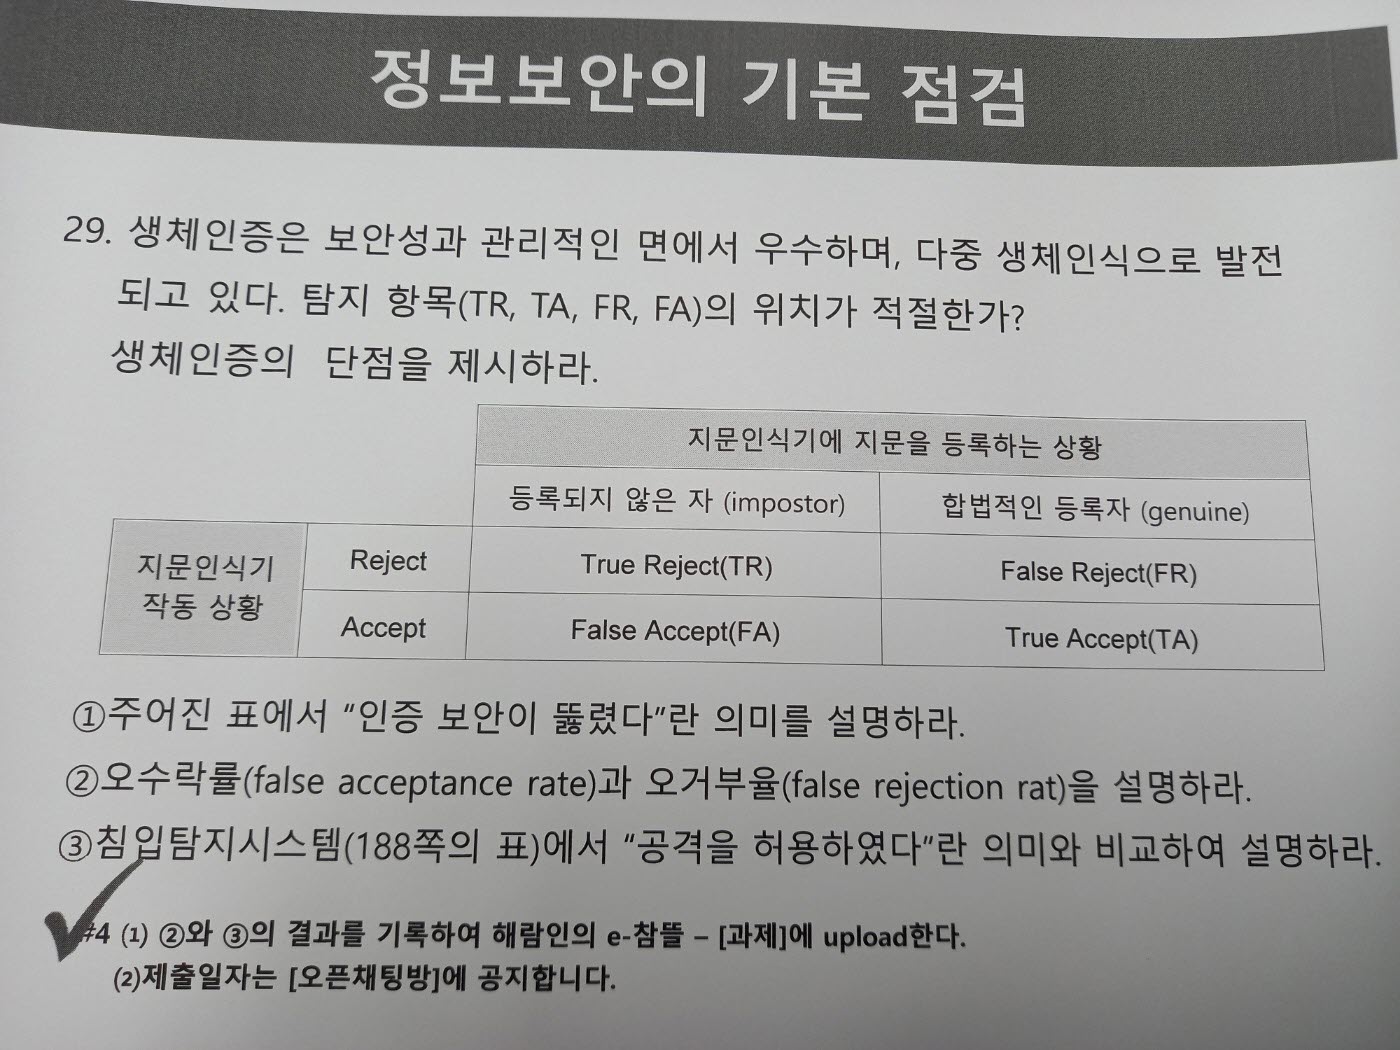 정보보안의 기본 점검
29. 생체인증은 보안성과 관리적인 면에서 우수하며, 다중 생체인식으로 발전
되고 있다. 탐지 항목(TR, TA, FR, FA)의 위치가 적절한가?
생체인증의 단점을 제시하라.
지문인식기에 지문을 등록하는 상황
등록되지 않은 자 (impostor)
합법적인 등록자 (genuine)
지문인식기
작동 상황
Reject
True Reject(TR)
False Reject(FR)
Accept
False Accept(FA)
True Accept(TA)
①주어진 표에서 “인증 보안이 뚫렸다”란 의미를 설명하라.
②오수락률(false acceptance rate)과 오거부율(false rejection rat)을 설명하라.
③침입탐지시스템(188쪽의 표)에서 “공격을 허용하였다”란 의미와 비교하여 설명하라.
#4 (1) ②와 ③의 결과를 기록하여 해람인의 e-참뜰 – [과제]에 upload한다.
(2)제출일자는 [오픈채팅방]에 공지합니다.